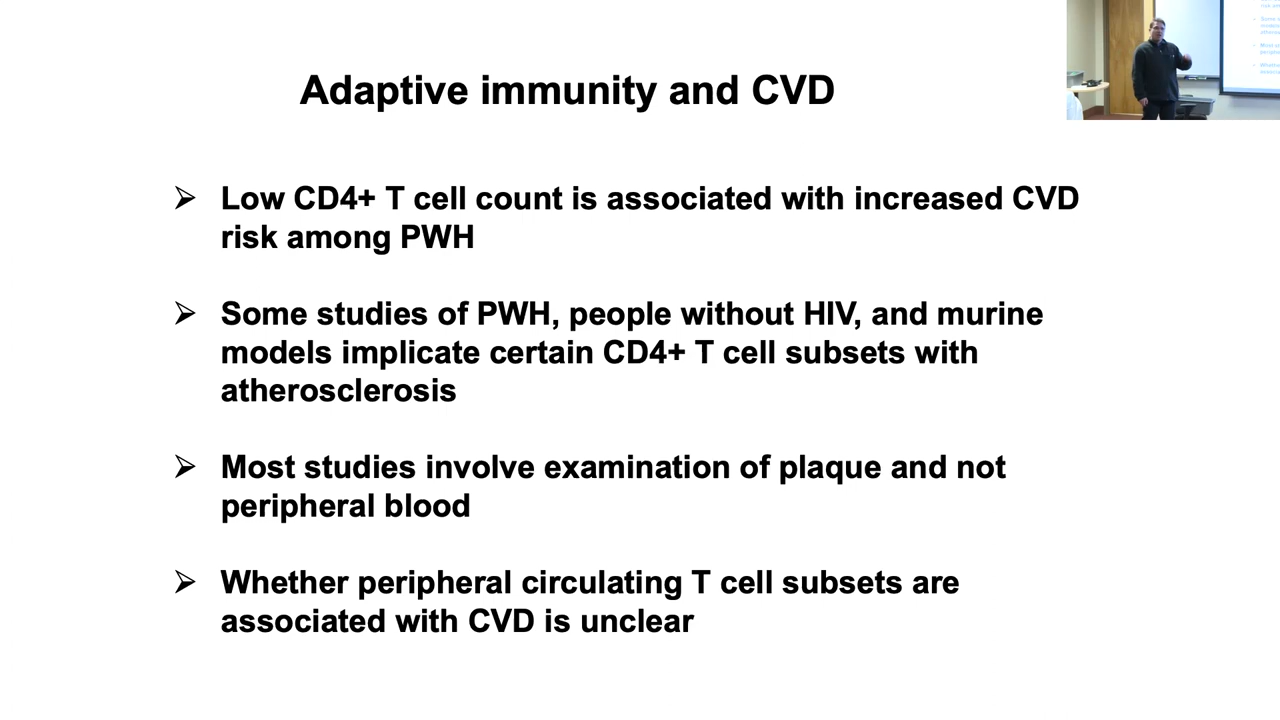 Adaptive immunity and CVD
➢ Low CD4+ T cell count is associated with increased CVD
risk among PWH
➢ Some studies of PWH, people without HIV, and murine
models implicate certain CD4+ T cell subsets with
atherosclerosis
➢ Most studies involve examination of plaque and not
peripheral blood
➢ Whether peripheral circulating T cell subsets are
associated with CVD is unclear